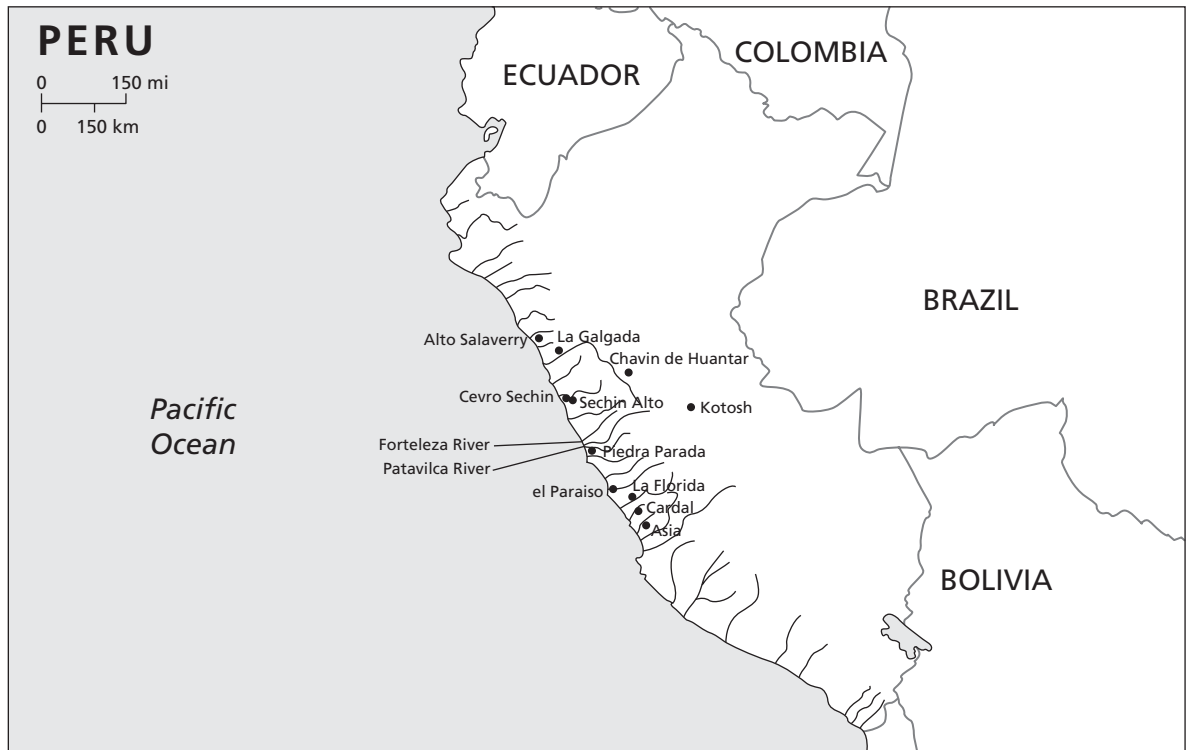 PERU
0 150 mi
0 150 km
ECUADOR
COLOMBIA
BRAZIL
Alto Salaverry
La Galgada
Chavin de Huantar
Cevro Sechin
Sechin Alto
Kotosh
Pacific
Ocean
Forteleza River
Piedra Parada
Patavilca River
el Paraiso
La Florida
Cardal
Asia
BOLIVIA